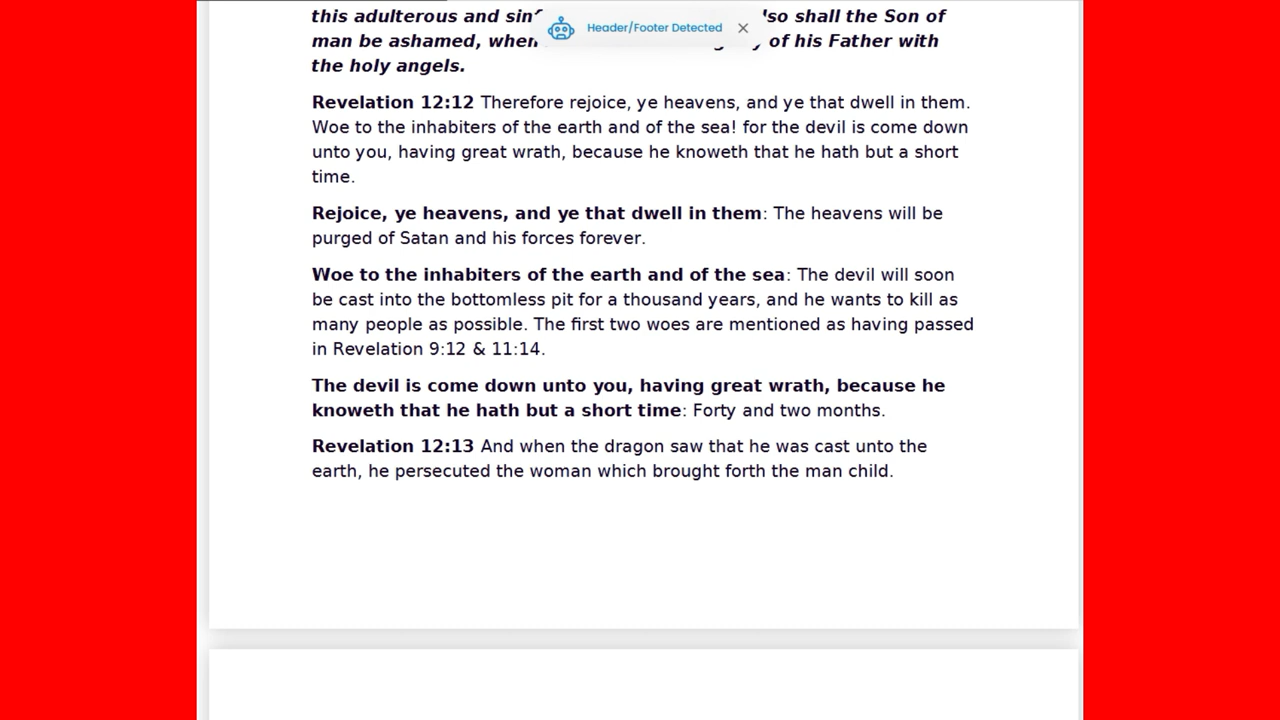 this adulterous and
Header/Footer Detected
shall the Son of
man be ashamed, when
of his Father with
the holy angels.
Revelation 12:12 Therefore rejoice, ye heavens, and ye that dwell in them.
Woe to the inhabiters of the earth and of the sea! for the devil is come down
unto you, having great wrath, because he knoweth that he hath but a short
time.
Rejoice, ye heavens, and ye that dwell in them: The heavens will be
purged of Satan and his forces forever.
Woe to the inhabiters of the earth and of the sea: The devil will soon
be cast into the bottomless pit for a thousand years, and he wants to kill as
many people as possible. The first two woes are mentioned as having passed
in Revelation 9:12 & 11:14.
The devil is come down unto you, having great wrath, because he
knoweth that he hath but a short time: Forty and two months.
Revelation 12:13 And when the dragon saw that he was cast unto the
earth, he persecuted the woman which brought forth the man child.